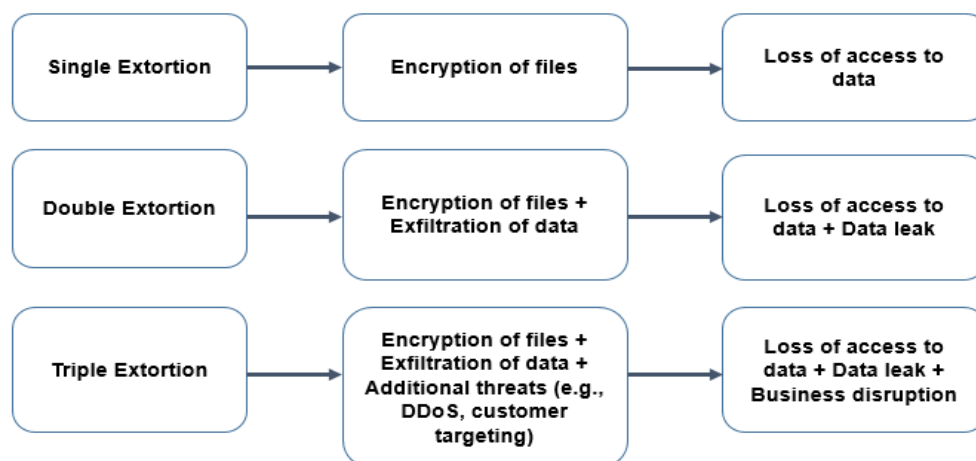 Single Extortion
Encryption of files
Loss of access to
data
Double Extortion
Encryption of files +
Exfiltration of data
Loss of access to
data + Data leak
Triple Extortion
Encryption of files +
Exfiltration of data +
Additional threats (e.g.,
DDoS, customer
targeting)
Loss of access to
data + Data leak +
Business disruption